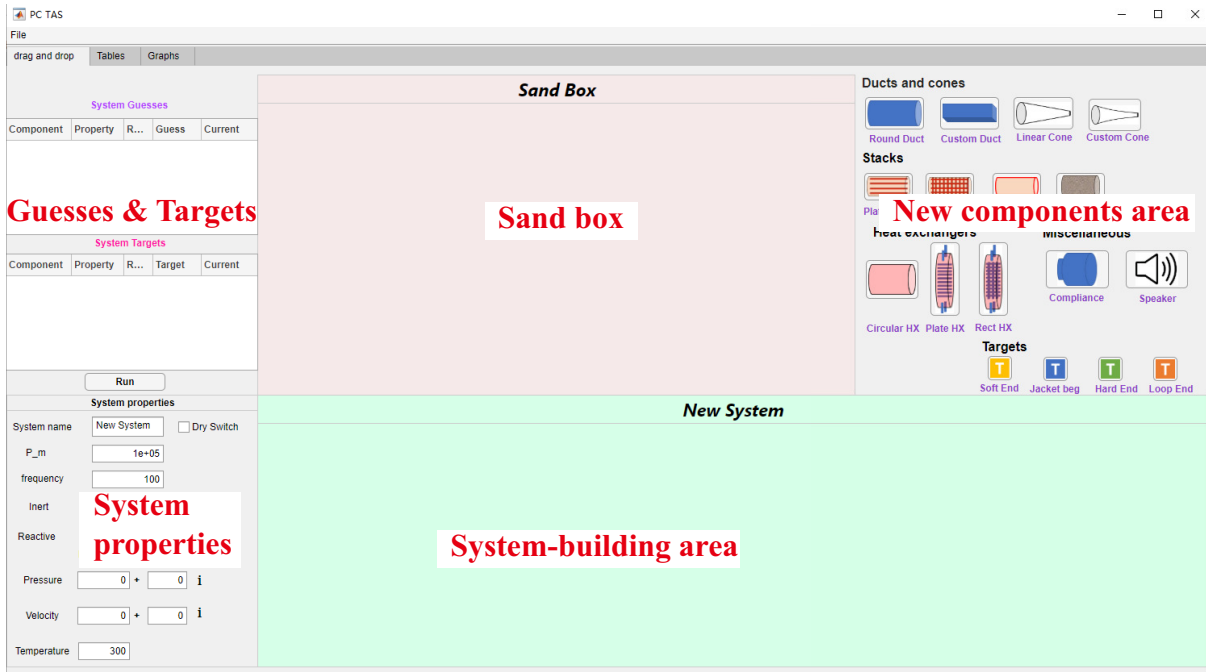 PC TAS
File
drag and drop Tables Graphs
System Guesses
Component Property R... Guess Current
Guesses & Targets
System Targets
Component Property R... Target Current
Run
Sand Box
Sand box
Ducts and cones
Round Duct Custom Duct Linear Cone Custom Cone
Stacks
New components area
Heat exchangers Miscellaneous
Compliance Speaker
Circular HX Plate HX Rect HX
Targets
T T T T
Soft End Jacket beg Hard End Loop End
System properties
System name New System Dry Switch
P_m 1e+05
frequency 100
Inert
Reactive
System
properties
Pressure 0 + 0 i
Velocity 0 + 0 i
Temperature 300
New System
System-building area